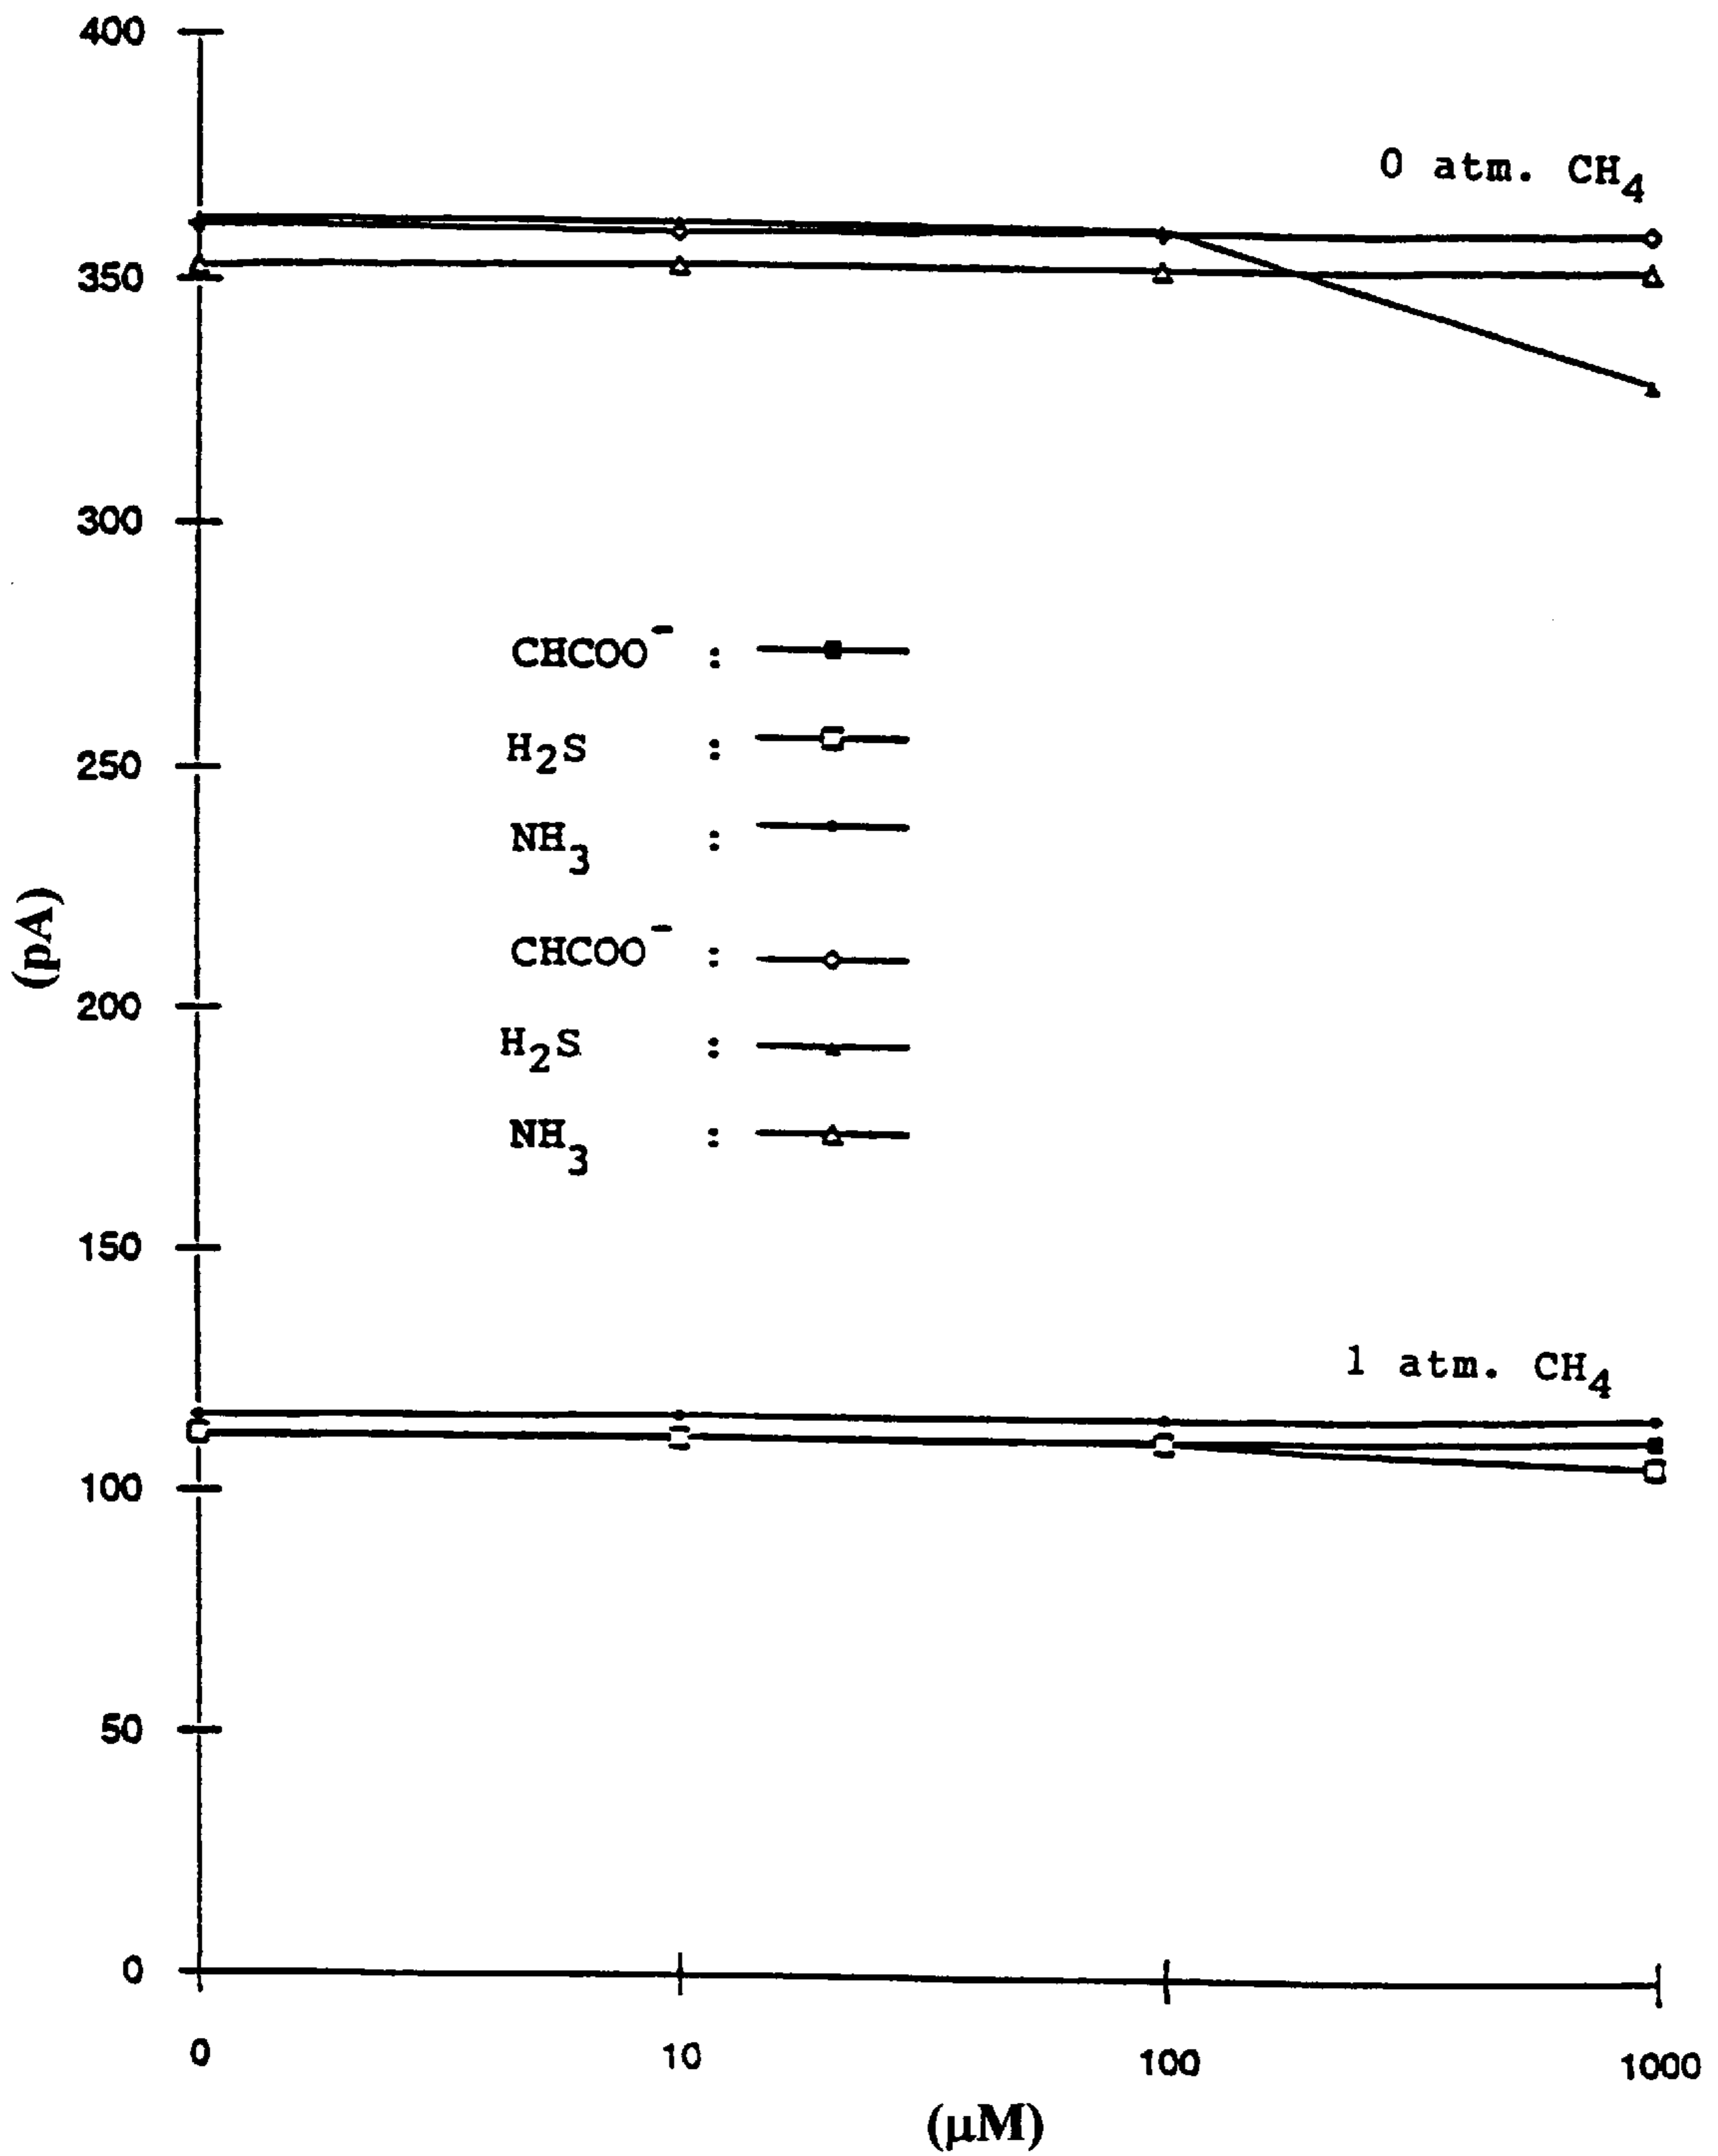 400
0 atm. CH4
350
300
CHCOO- :
H2S :
250
NH3 :
(pA)
CHCOO- :
200
H2S :
NH3 :
150
1 atm. CH4
100
50
0
0 10 100 1000
(µM)